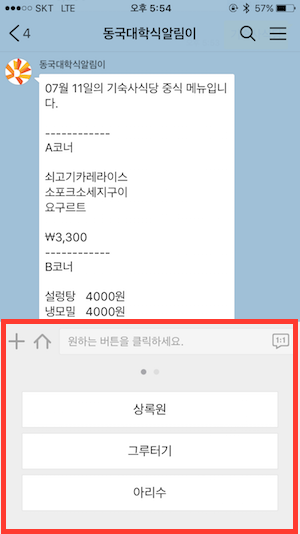 SKT LTE 오후 5:54 57%
4 동국대학식알림이
동국대학식알림이
07월 11일의 기숙사식당 중식 메뉴입니
다.
------------
A코너
쇠고기카레라이스
소포크소세지구이
요구르트
₩3,300
------------
B코너
설렁탕 4000원
냉모밀 4000원
원하는 버튼을 클릭하세요. 1:1
상록원
그루터기
아리수